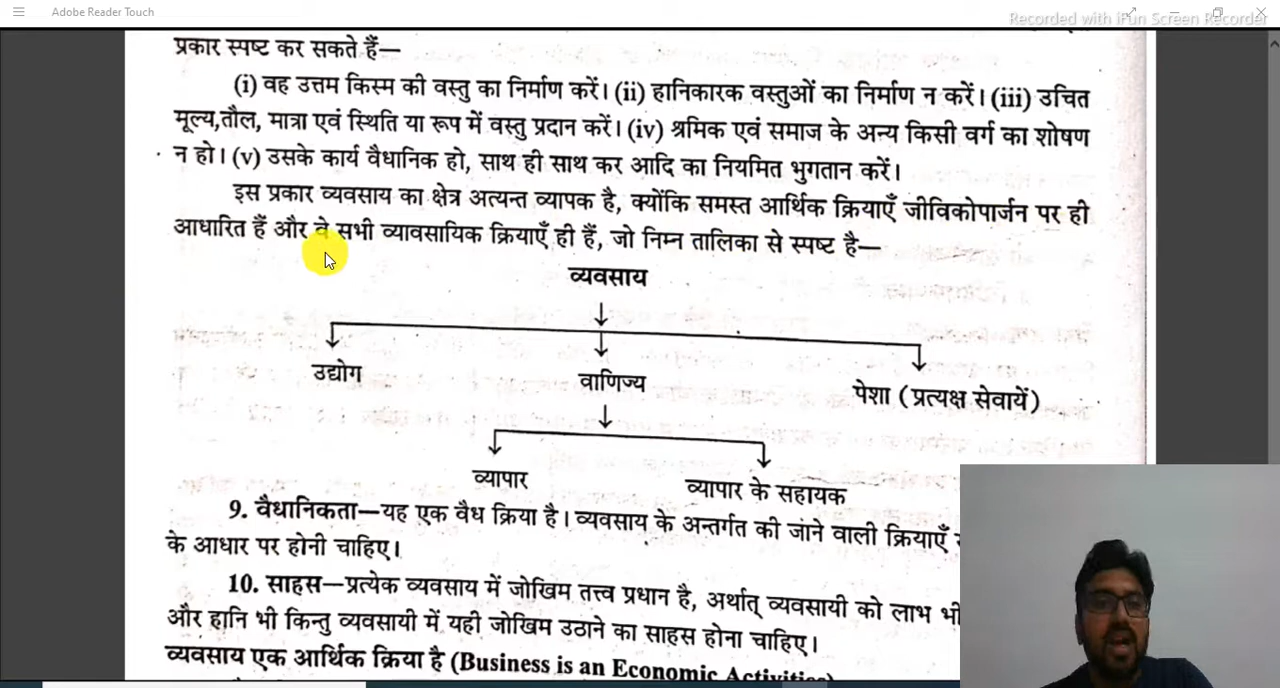 Adobe Reader Touch
Recorded with iFun Screen Recorder
प्रकार स्पष्ट कर सकते हैं—
(i) वह उत्तम किस्म की वस्तु का निर्माण करें। (ii) हानिकारक वस्तुओं का निर्माण न करें। (iii) उचित
मूल्य,तौल, मात्रा एवं स्थिति या रूप में वस्तु प्रदान करें। (iv) श्रमिक एवं समाज के अन्य किसी वर्ग का शोषण
न हो। (v) उसके कार्य वैधानिक हो, साथ ही साथ कर आदि का नियमित भुगतान करें।
इस प्रकार व्यवसाय का क्षेत्र अत्यन्त व्यापक है, क्योंकि समस्त आर्थिक क्रियाएँ जीविकोपार्जन पर ही
आधारित हैं और वे सभी व्यावसायिक क्रियाएँ ही हैं, जो निम्न तालिका से स्पष्ट है—
व्यवसाय
उद्योग
वाणिज्य
पेशा (प्रत्यक्ष सेवायें)
व्यापार
व्यापार के सहायक
9. वैधानिकता—यह एक वैध क्रिया है। व्यवसाय के अन्तर्गत की जाने वाली क्रियाएँ
के आधार पर होनी चाहिए।
10. साहस—प्रत्येक व्यवसाय में जोखिम तत्त्व प्रधान है, अर्थात् व्यवसायी को लाभ भी
और हानि भी किन्तु व्यवसायी में यही जोखिम उठाने का साहस होना चाहिए।
व्यवसाय एक आर्थिक क्रिया है (Business is an Economic Activities)